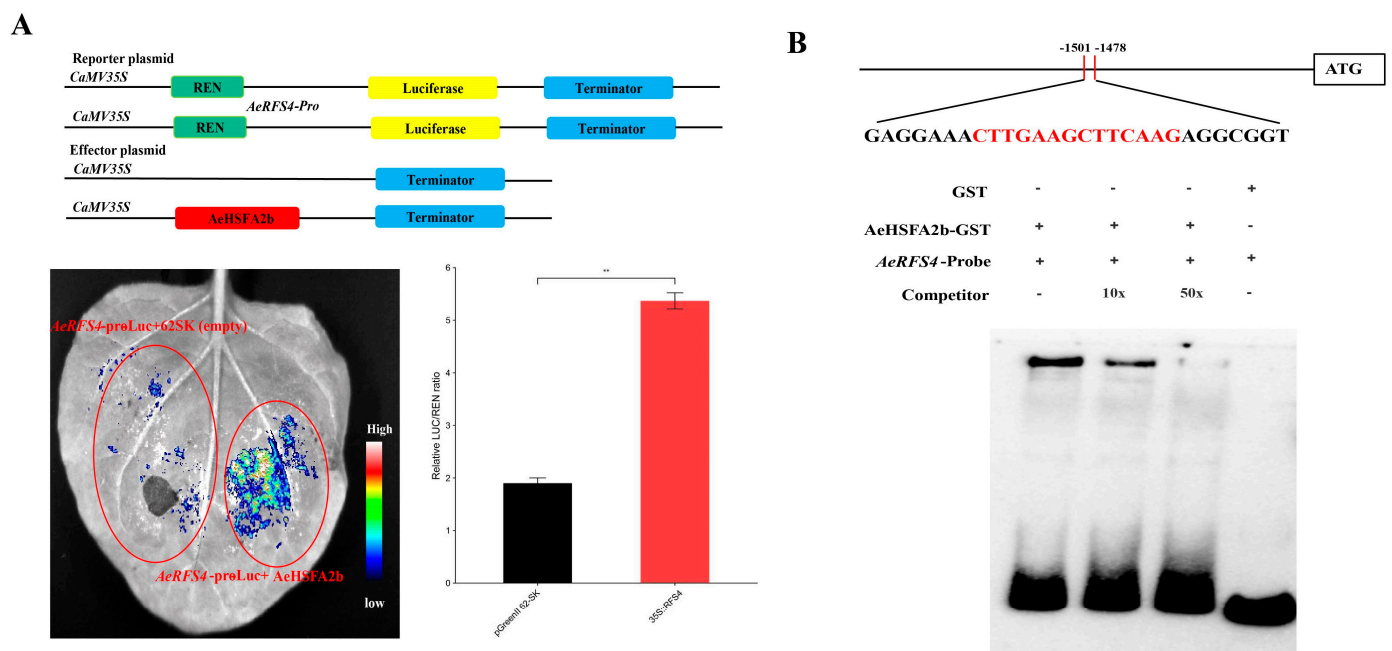 A
Reporter plasmid
CaMV35S
REN
Luciferase
Terminator
AeRFS4-Pro
CaMV35S
REN
Luciferase
Terminator
Effector plasmid
CaMV35S
Terminator
CaMV35S
AeHSFA2b
Terminator
AeRFS4-proLuc+62SK (empty)
AeRFS4-proLuc+ AeHSFA2b
High
low
Relative LUC/REN ratio
6
5
4
3
2
1
0
**
pGreenII 62-SK
35S::RFS4
B
-1501 -1478
ATG
GAGGAAACTTGAAGCTTCAAGAGGCGGT
GST - - - +
AeHSFA2b-GST + + + -
AeRFS4-Probe + + + +
Competitor - 10x 50x -